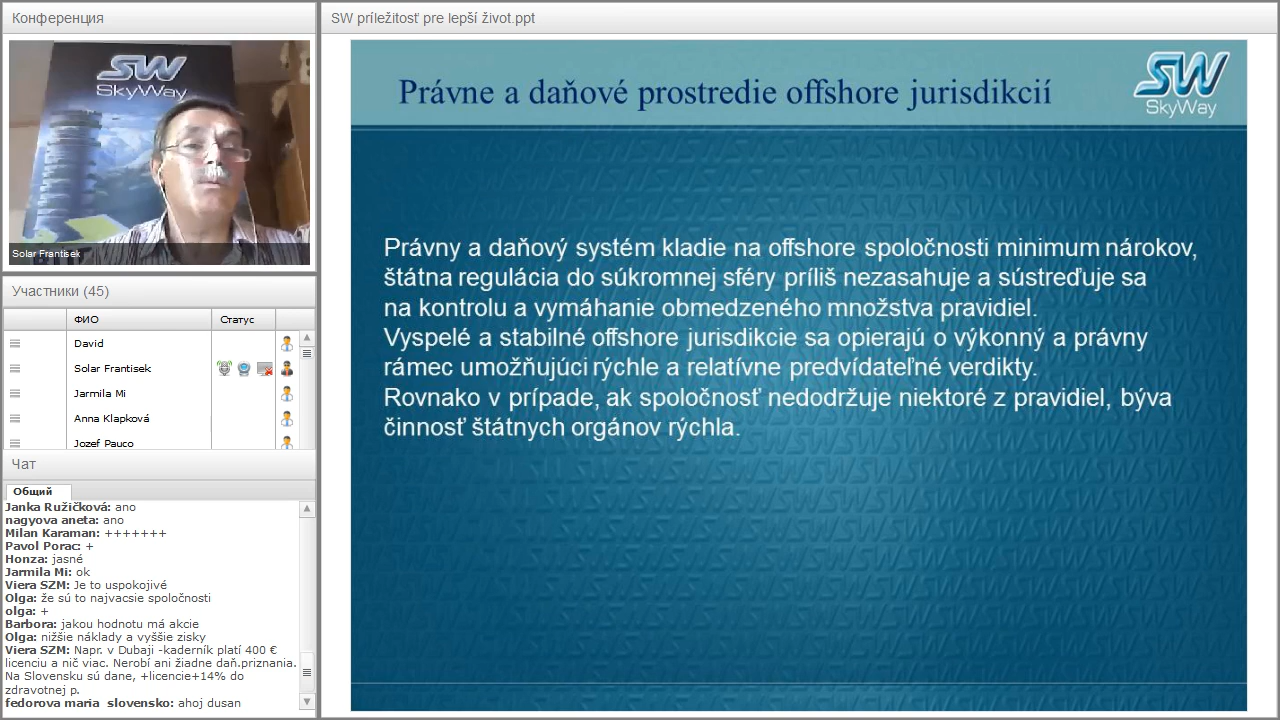 Конференция
SW
SkyWay
Solar Frantisek
Участники (45)
ФИО
Статус
David
Solar Frantisek
Jarmila Mi
Anna Klapková
Jozef Pauco
Чат
Общий
Janka Ružičková: ano
nagyova aneta: ano
Milan Karaman: +++++++
Pavol Porac: +
Honza: jasné
Jarmila Mi: ok
Viera SZM: Je to uspokojivé
Olga: že sú to najvacsie spoločnosti
olga: +
Barbora: jakou hodnotu má akcie
Olga: nižšie náklady a vyššie zisky
Viera SZM: Napr. v Dubaji -kaderník platí 400 €
licenciu a nič viac. Nerobí ani žiadne daň.priznania.
Na Slovensku sú dane, +licencie+14% do
zdravotnej p.
SW príležitosť pre lepší život.ppt
Právne a daňové prostredie offshore jurisdikcií
SW
SkyWay
Právny a daňový systém kladie na offshore spoločnosti minimum nárokov,
štátna regulácia do súkromnej sféry príliš nezasahuje a sústreďuje sa
na kontrolu a vymáhanie obmedzeného množstva pravidiel.
Vyspelé a stabilné offshore jurisdikcie sa opierajú o výkonný a právny
rámec umožňujúci rýchle a relatívne predvídateľné verdikty.
Rovnako v prípade, ak spoločnosť nedodržuje niektoré z pravidiel, býva
činnosť štátnych orgánov rýchla.